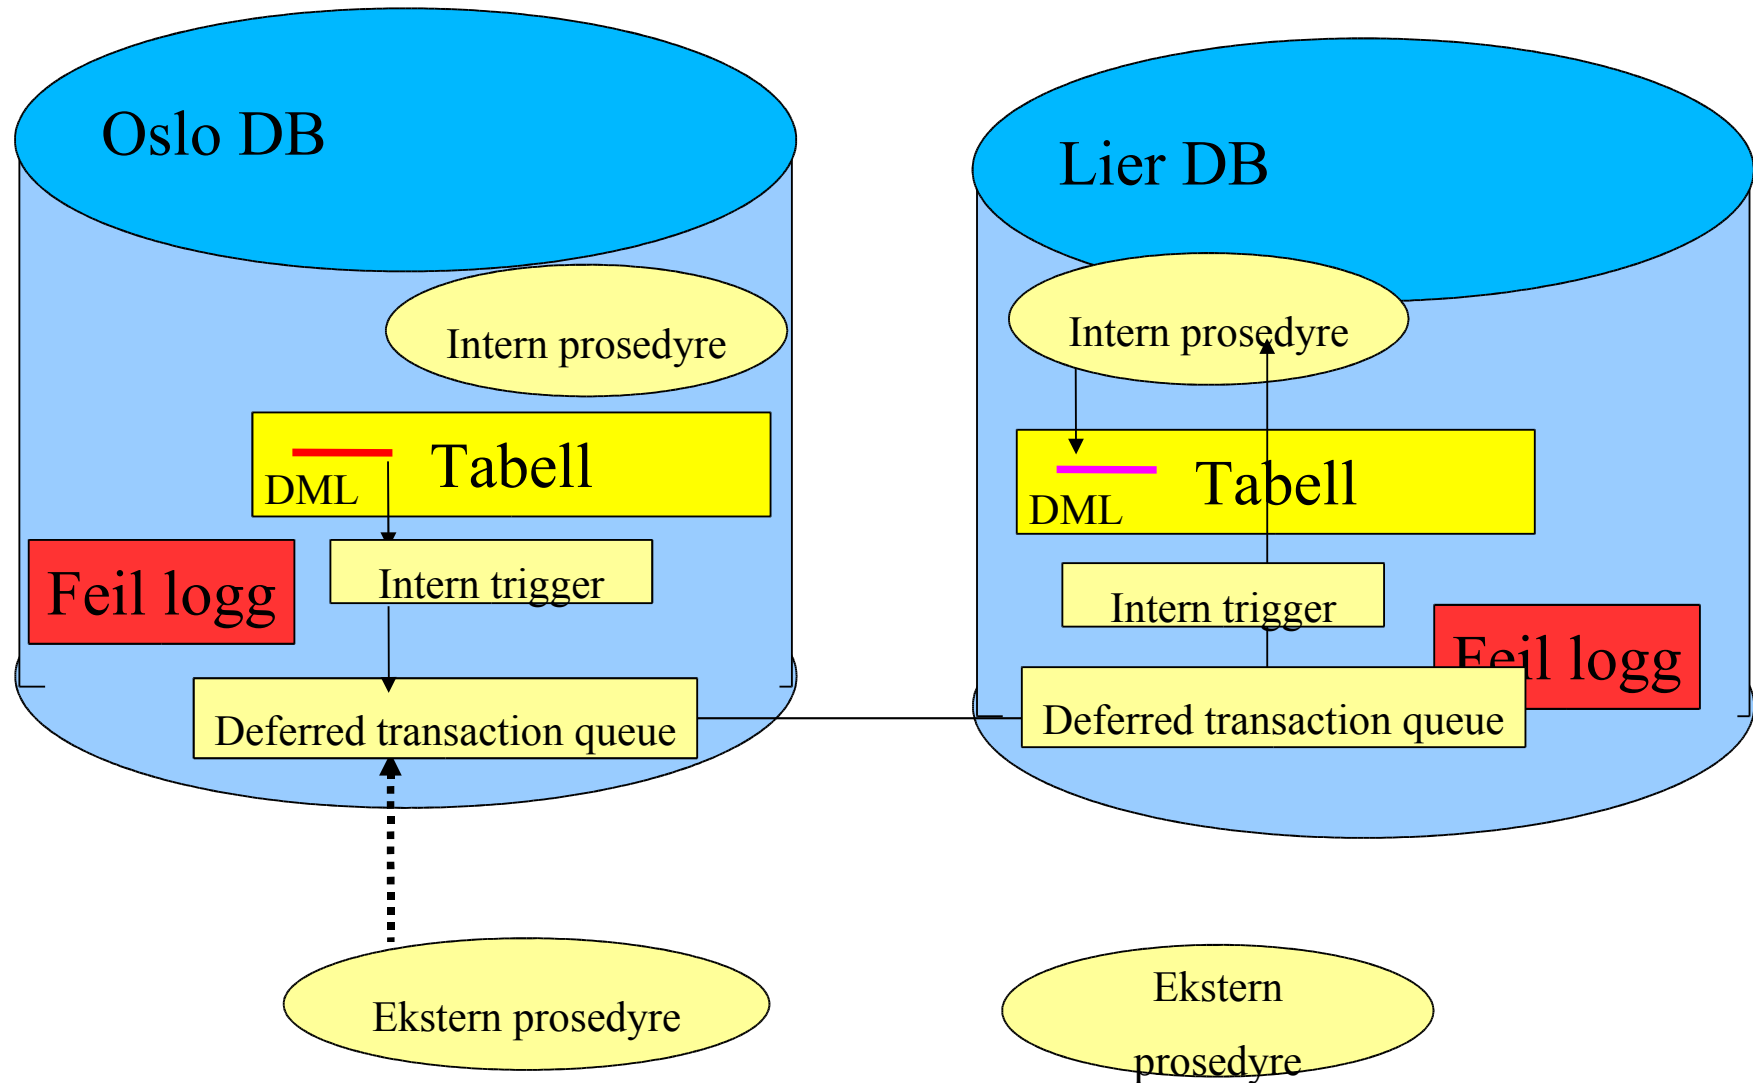 Oslo DB
Intern prosedyre
Tabell
DML
Feil logg
Intern trigger
Deferred transaction queue
Ekstern prosedyre
Lier DB
Intern prosedyre
Tabell
DML
Intern trigger
Feil logg
Deferred transaction queue
Ekstern
prosedyre